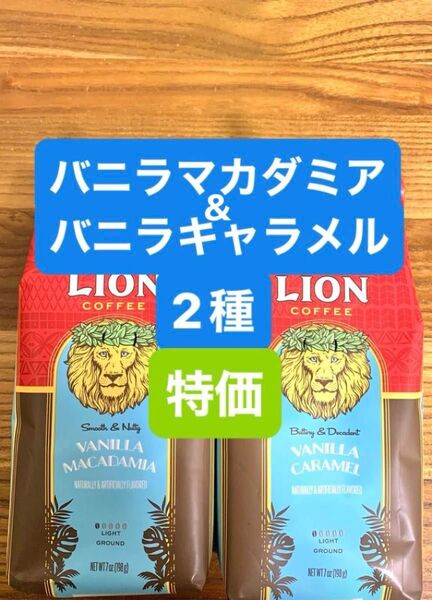 バニラマカダミア
&
バニラキャラメル
2種
特価
LION
COFFEE
Smooth & Nutty
VANILLA
MACADAMIA
NATURALLY & ARTIFICIALLY FLAVORED
LIGHT
GROUND
NET WT 7 oz (198 g)
LION
COFFEE
Buttery & Decadent
VANILLA
CARAMEL
NATURALLY & ARTIFICIALLY FLAVORED
LIGHT
GROUND
NET WT 7 oz (198 g)